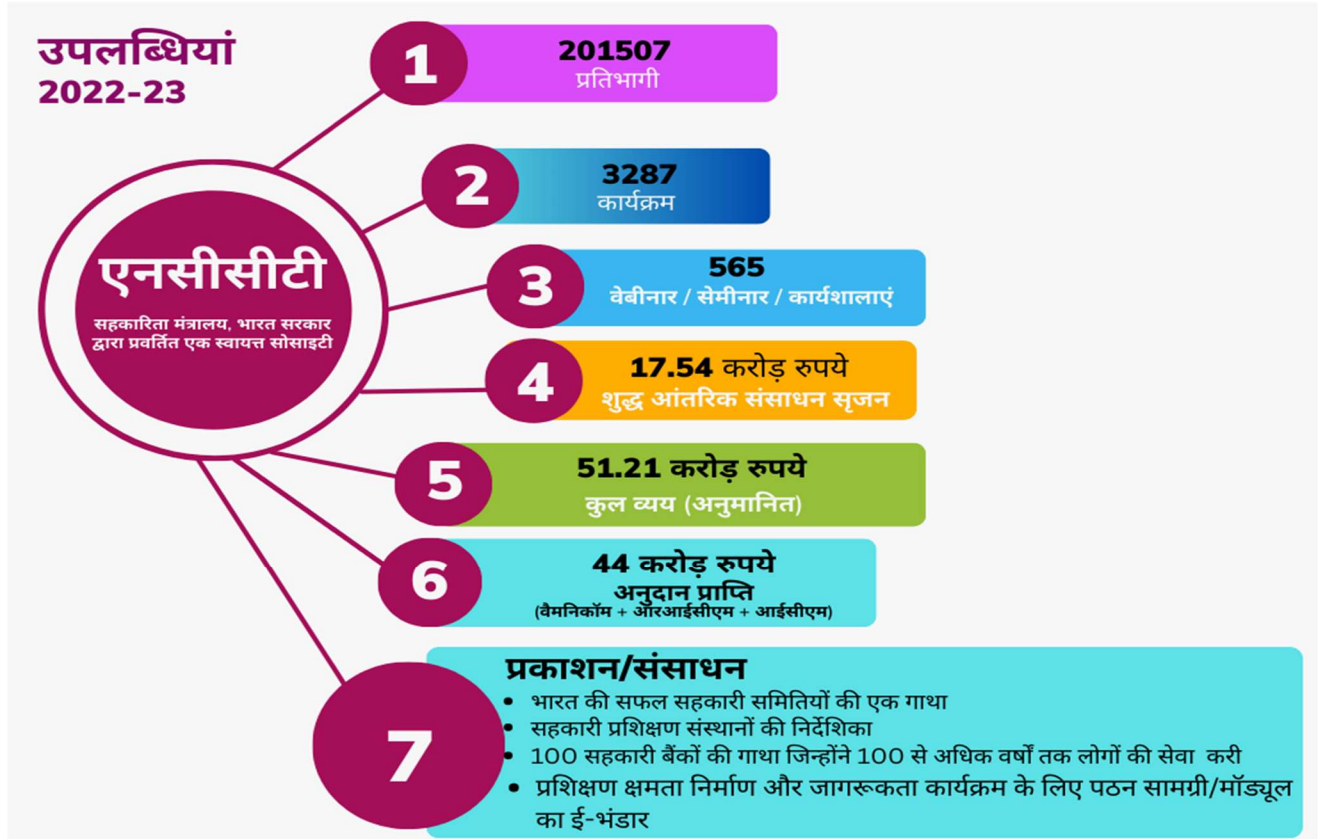 उपलब्धियां
2022-23
1
201507
प्रतिभागी
2
3287
कार्यक्रम
एनसीसीटी
सहकारिता मंत्रालय, भारत सरकार
द्वारा प्रवर्तित एक स्वायत्त सोसाइटी
3
565
वेबीनार / सेमीनार / कार्यशालाएं
4
17.54 करोड़ रुपये
शुद्ध आंतरिक संसाधन सृजन
5
51.21 करोड़ रुपये
कुल व्यय (अनुमानित)
6
44 करोड़ रुपये
अनुदान प्राप्ति
(वैमनिकॉम + आरआईसीएम + आईसीएम)
7
प्रकाशन/संसाधन
• भारत की सफल सहकारी समितियों की एक गाथा
• सहकारी प्रशिक्षण संस्थानों की निर्देशिका
• 100 सहकारी बैंकों की गाथा जिन्होंने 100 से अधिक वर्षों तक लोगों की सेवा करी
• प्रशिक्षण क्षमता निर्माण और जागरूकता कार्यक्रम के लिए पठन सामग्री/मॉड्यूल
का ई-भंडार